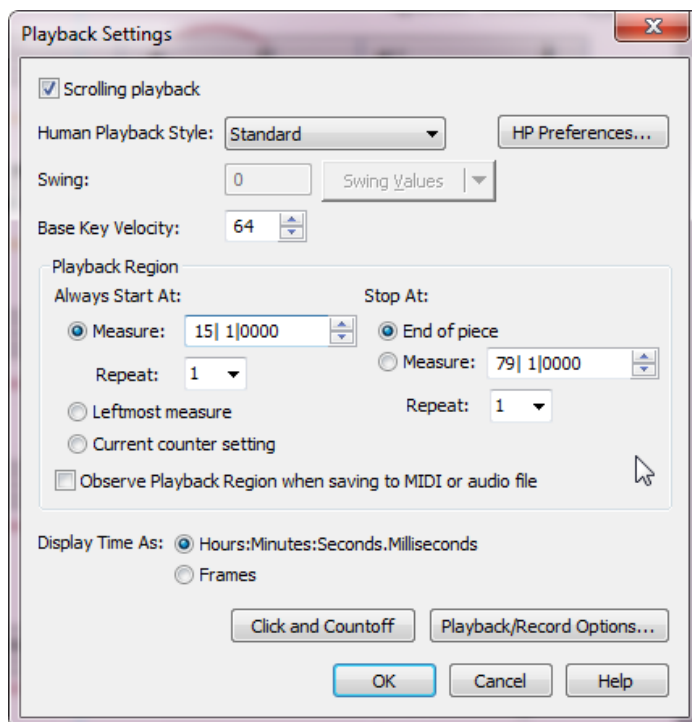 Playback Settings
Scrolling playback
Human Playback Style: Standard HP Preferences...
Swing: 0 Swing Values
Base Key Velocity: 64
Playback Region
Always Start At: Stop At:
Measure: 15| 1|0000 End of piece
Measure: 79| 1|0000
Repeat: 1
Repeat: 1
Leftmost measure
Current counter setting
Observe Playback Region when saving to MIDI or audio file
Display Time As: Hours:Minutes:Seconds.Milliseconds
Frames
Click and Countoff Playback/Record Options...
OK Cancel Help